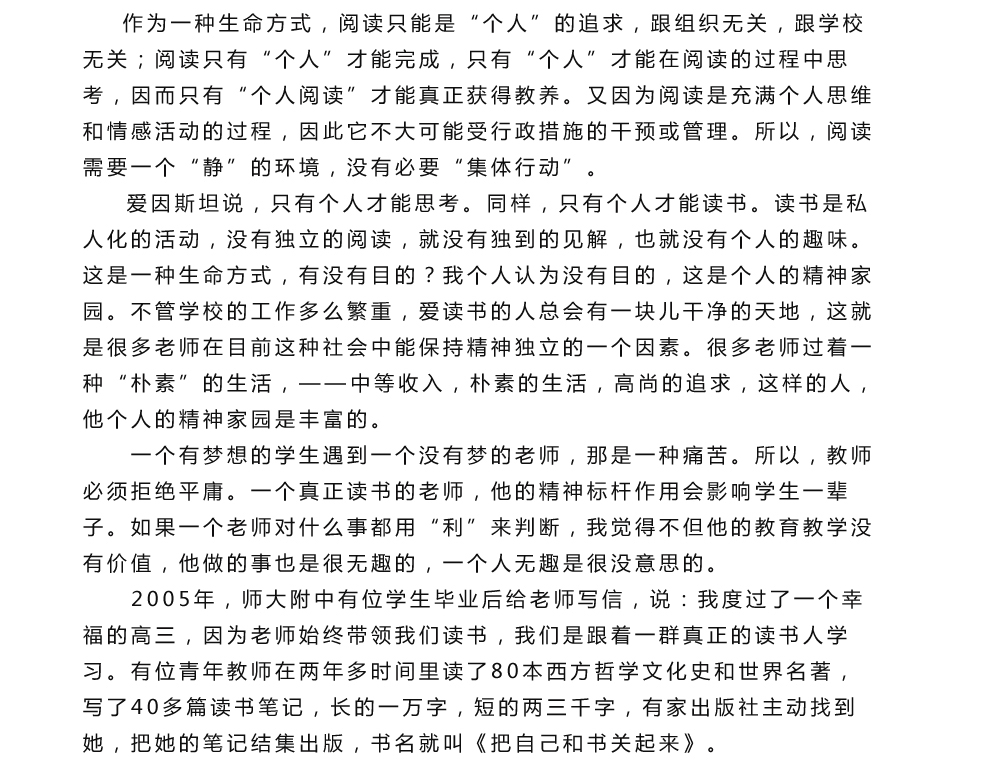 作为一种生命方式，阅读只能是“个人”的追求，跟组织无关，跟学校
无关；阅读只有“个人”才能完成，只有“个人”才能在阅读的过程中思
考，因而只有“个人阅读”才能真正获得教养。又因为阅读是充满个人思维
和情感活动的过程，因此它不大可能受行政措施的干预或管理。所以，阅读
需要一个“静”的环境，没有必要“集体行动”。
爱因斯坦说，只有个人才能思考。同样，只有个人才能读书。读书是私
人化的活动，没有独立的阅读，就没有独到的见解，也就没有个人的趣味。
这是一种生命方式，有没有目的？我个人认为没有目的，这是个人的精神家
园。不管学校的工作多么繁重，爱读书的人总会有一块儿干净的天地，这就
是很多老师在目前这种社会中能保持精神独立的一个因素。很多老师过着一
种“朴素”的生活，——中等收入，朴素的生活，高尚的追求，这样的人，
他个人的精神家园是丰富的。
一个有梦想的学生遇到一个没有梦的老师，那是一种痛苦。所以，教师
必须拒绝平庸。一个真正读书的老师，他的精神标杆作用会影响学生一辈
子。如果一个老师对什么事都用“利”来判断，我觉得不但他的教育教学没
有价值，他做的事也是很无趣的，一个人无趣是很没意思的。
2005年，师大附中有位学生毕业后给老师写信，说：我度过了一个幸
福的高三，因为老师始终带领我们读书，我们是跟着一群真正的读书人学
习。有位青年教师在两年多时间里读了80本西方哲学文化史和世界名著，
写了40多篇读书笔记，长的一万字，短的两三千字，有家出版社主动找到
她，把她的笔记结集出版，书名就叫《把自己和书关起来》。